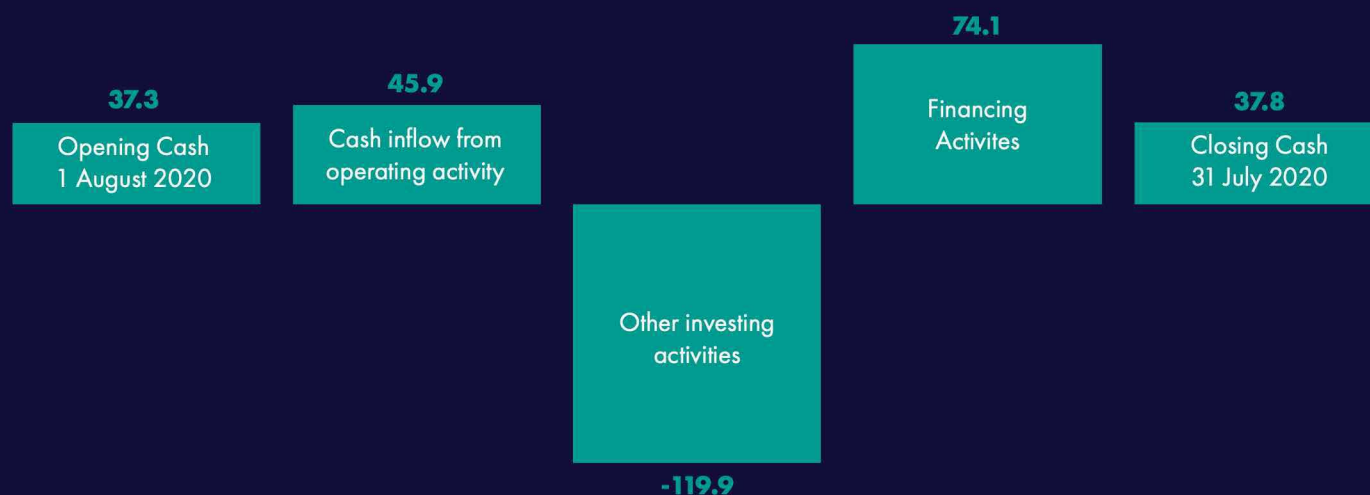 37.3
Opening Cash
1 August 2020
45.9
Cash inflow from
operating activity
Other investing
activities
-119.9
74.1
Financing
Activites
37.8
Closing Cash
31 July 2020